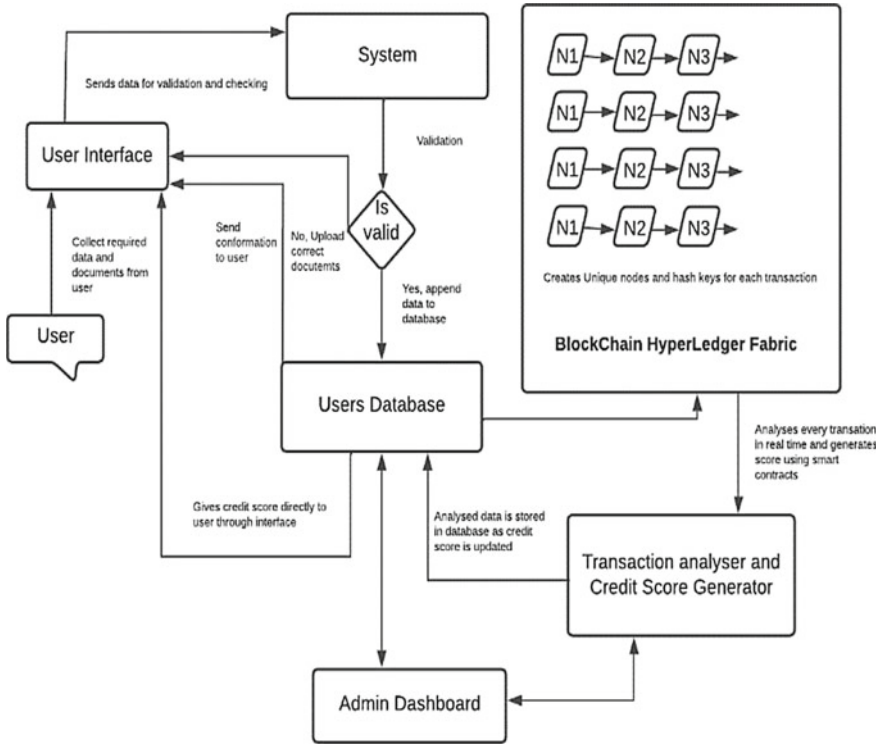 System
N1 N2 N3
N1 N2 N3
N1 N2 N3
N1 N2 N3
Creates Unique nodes and hash keys for each transaction
BlockChain HyperLedger Fabric
Sends data for validation and checking
User Interface
Validation
Is
valid
Collect required
data and
documents from
user
Send
conformation
to user
No, Upload
correct
docutemts
Yes, append
data to
database
User
Users Database
Analyses every transation
in real time and generates
score using smart
contracts
Gives credit score directly to
user through interface
Analysed data is stored
in database as credit
score is updated
Transaction analyser and
Credit Score Generator
Admin Dashboard